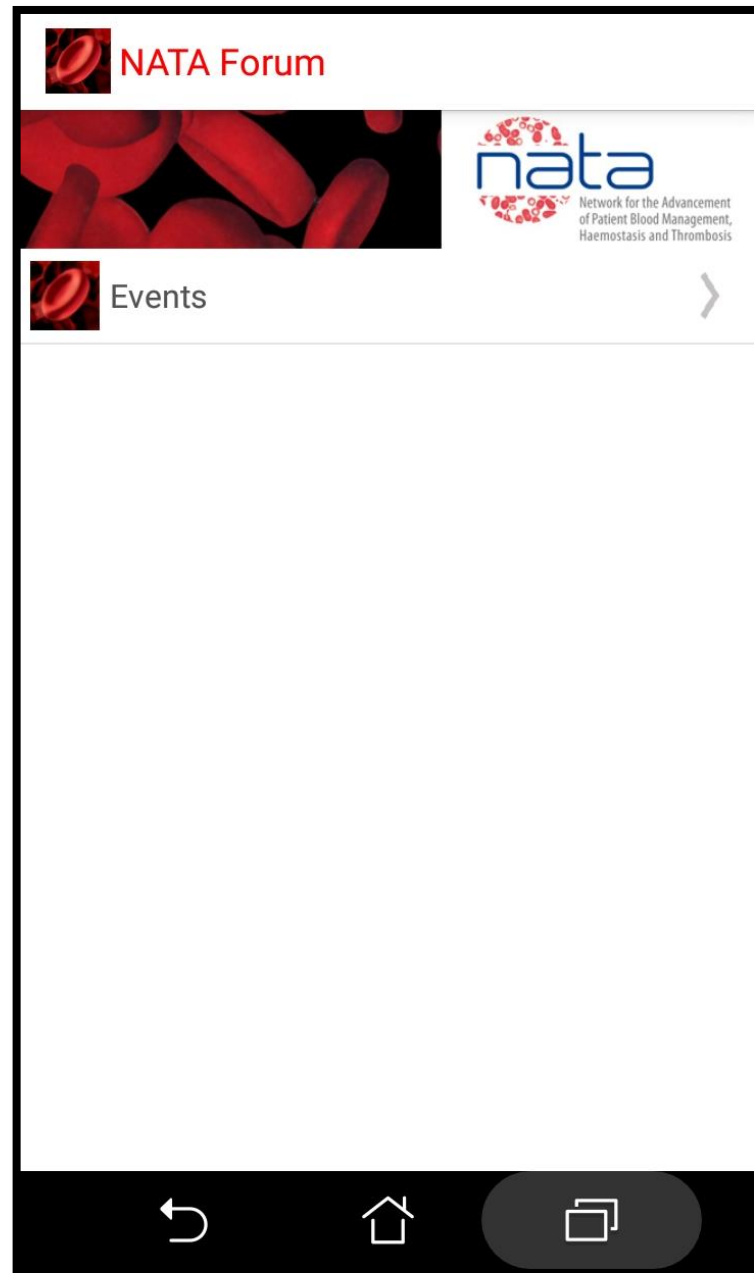 NATA Forum
nata
Network for the Advancement
of Patient Blood Management,
Haemostasis and Thrombosis
Events